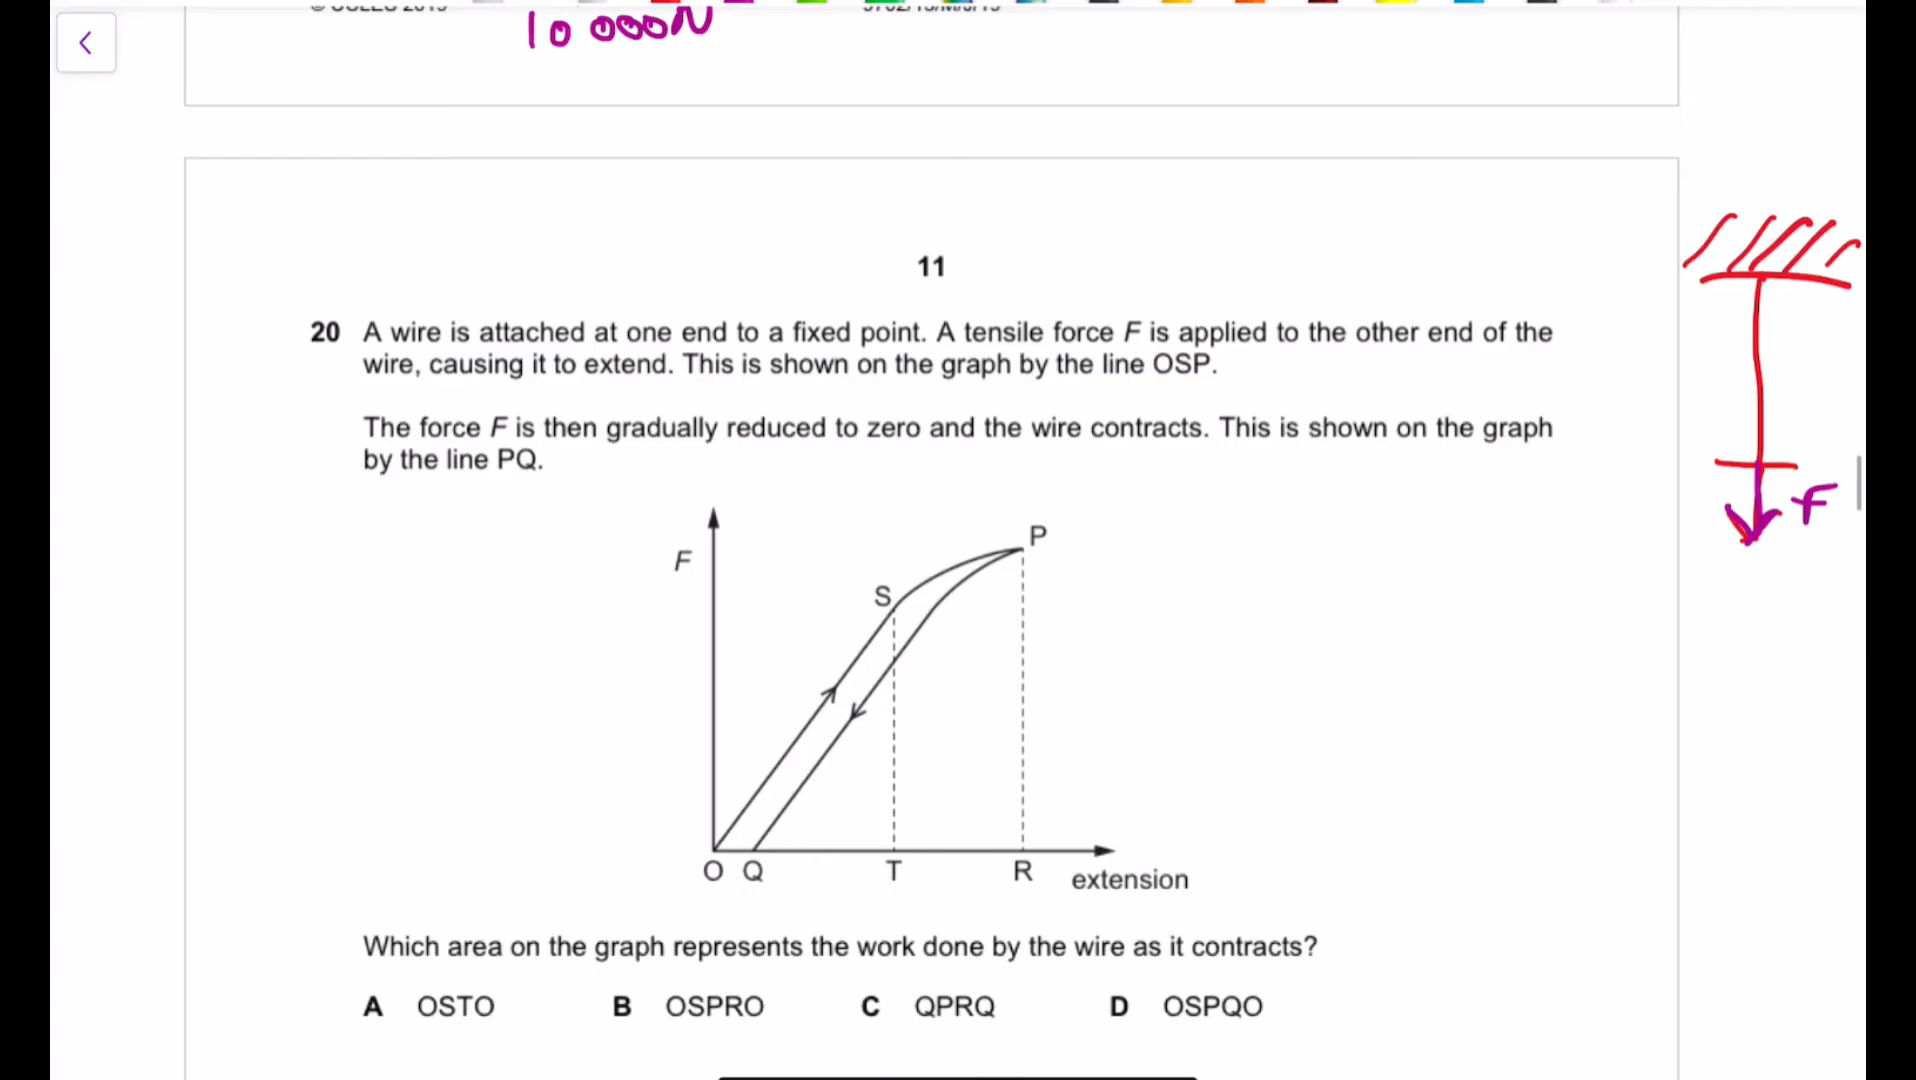 10 000N
11
20 A wire is attached at one end to a fixed point. A tensile force F is applied to the other end of the
wire, causing it to extend. This is shown on the graph by the line OSP.
The force F is then gradually reduced to zero and the wire contracts. This is shown on the graph
by the line PQ.
P
F
S
F
O Q T R extension
Which area on the graph represents the work done by the wire as it contracts?
A OSTO B OSPRO C QPRQ D OSPQO